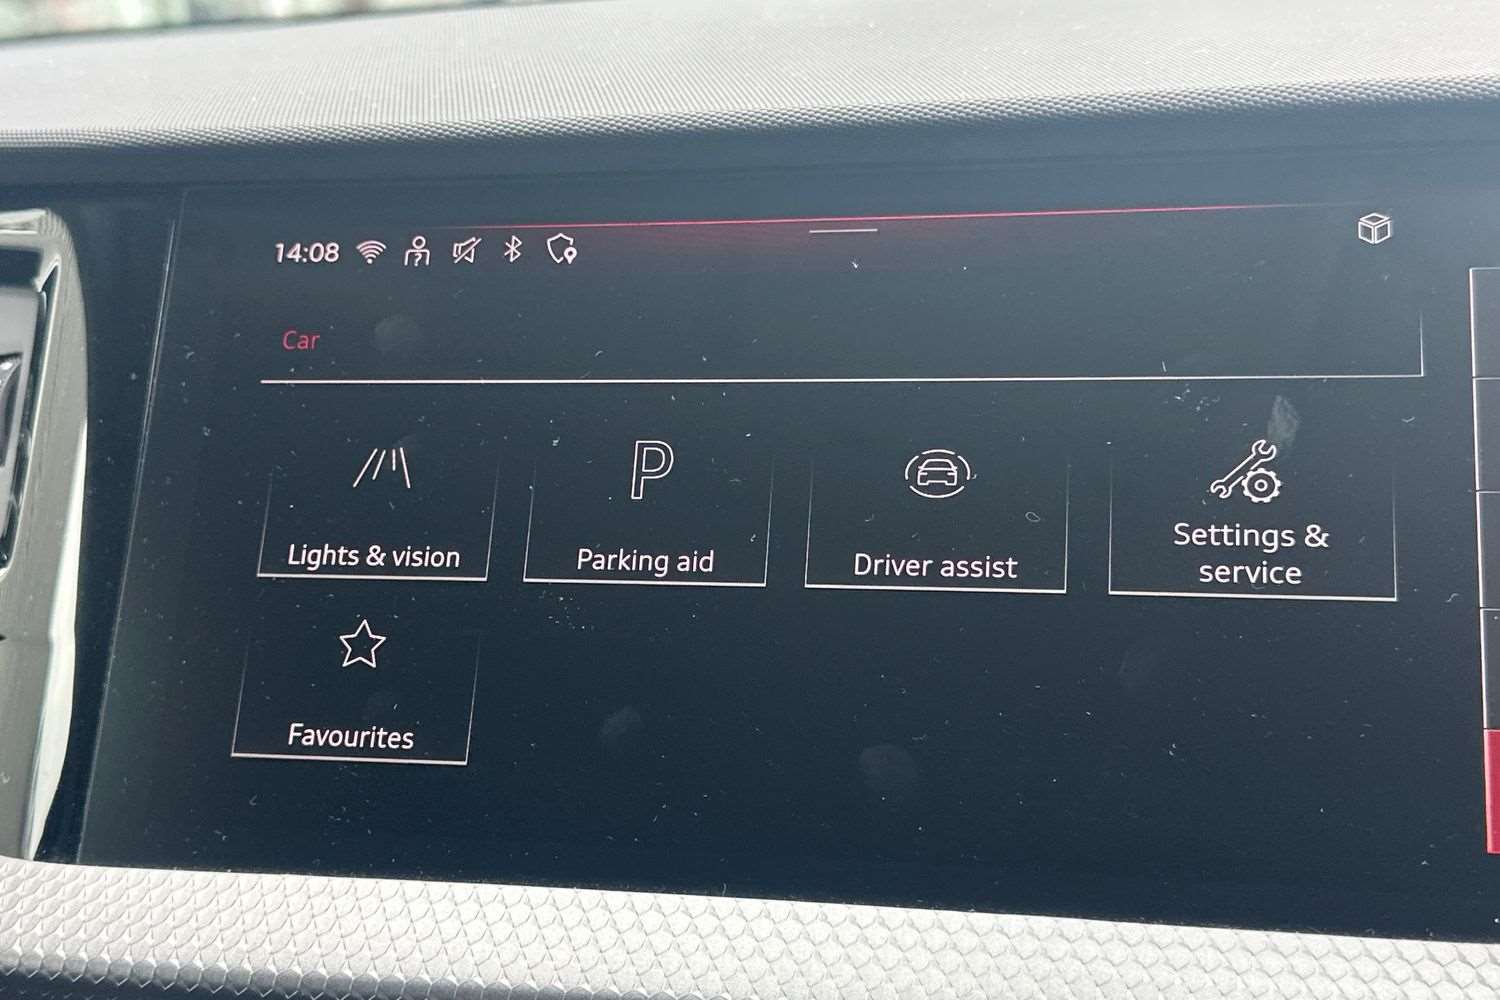 14:08
Car
Lights & vision
P
Parking aid
Driver assist
Settings &
service
Favourites